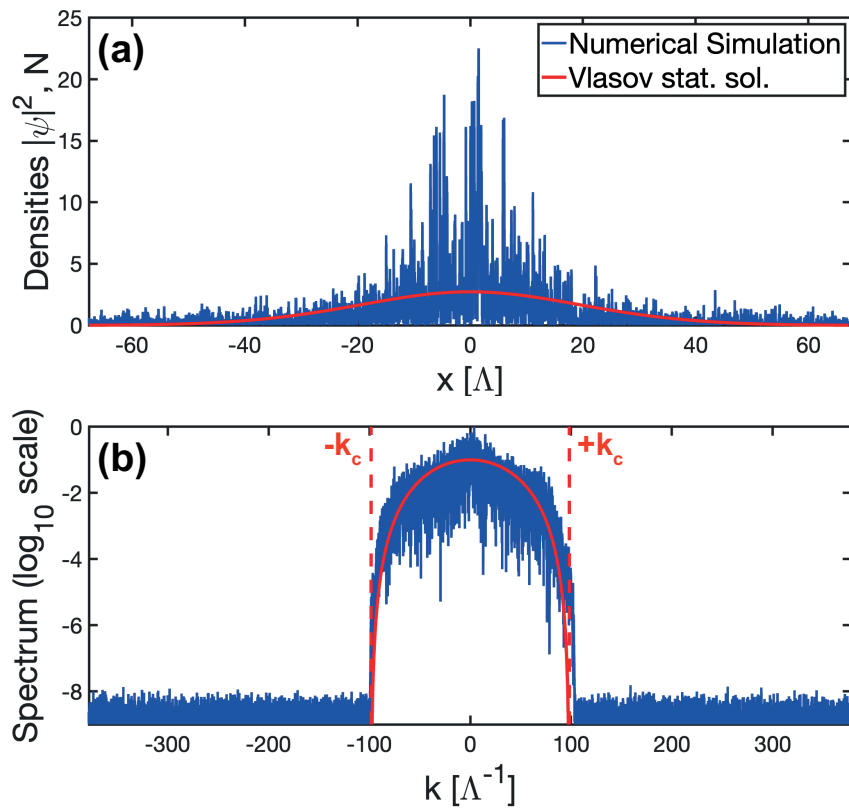 (a)
Densities |ψ|², N
25
20
15
10
5
0
Numerical Simulation
Vlasov stat. sol.
-60 -40 -20 0 20 40 60
x [Λ]
(b)
Spectrum (log₁₀ scale)
0
-2
-4
-6
-8
-k_c
+k_c
-300 -200 -100 0 100 200 300
k [Λ⁻¹]